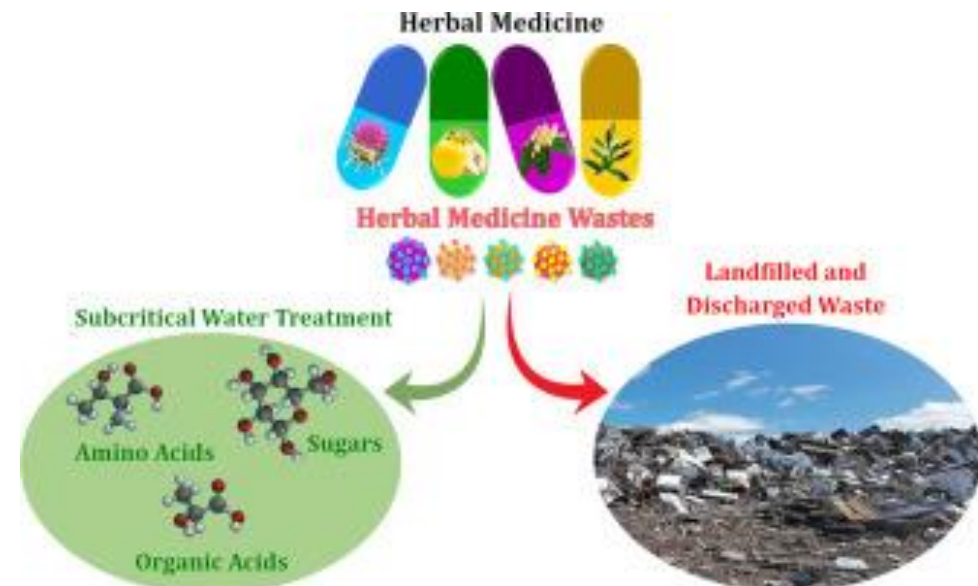 Herbal Medicine
Herbal Medicine Wastes
Landfilled and
Discharged Waste
Subcritical Water Treatment
Amino Acids
Sugars
Organic Acids